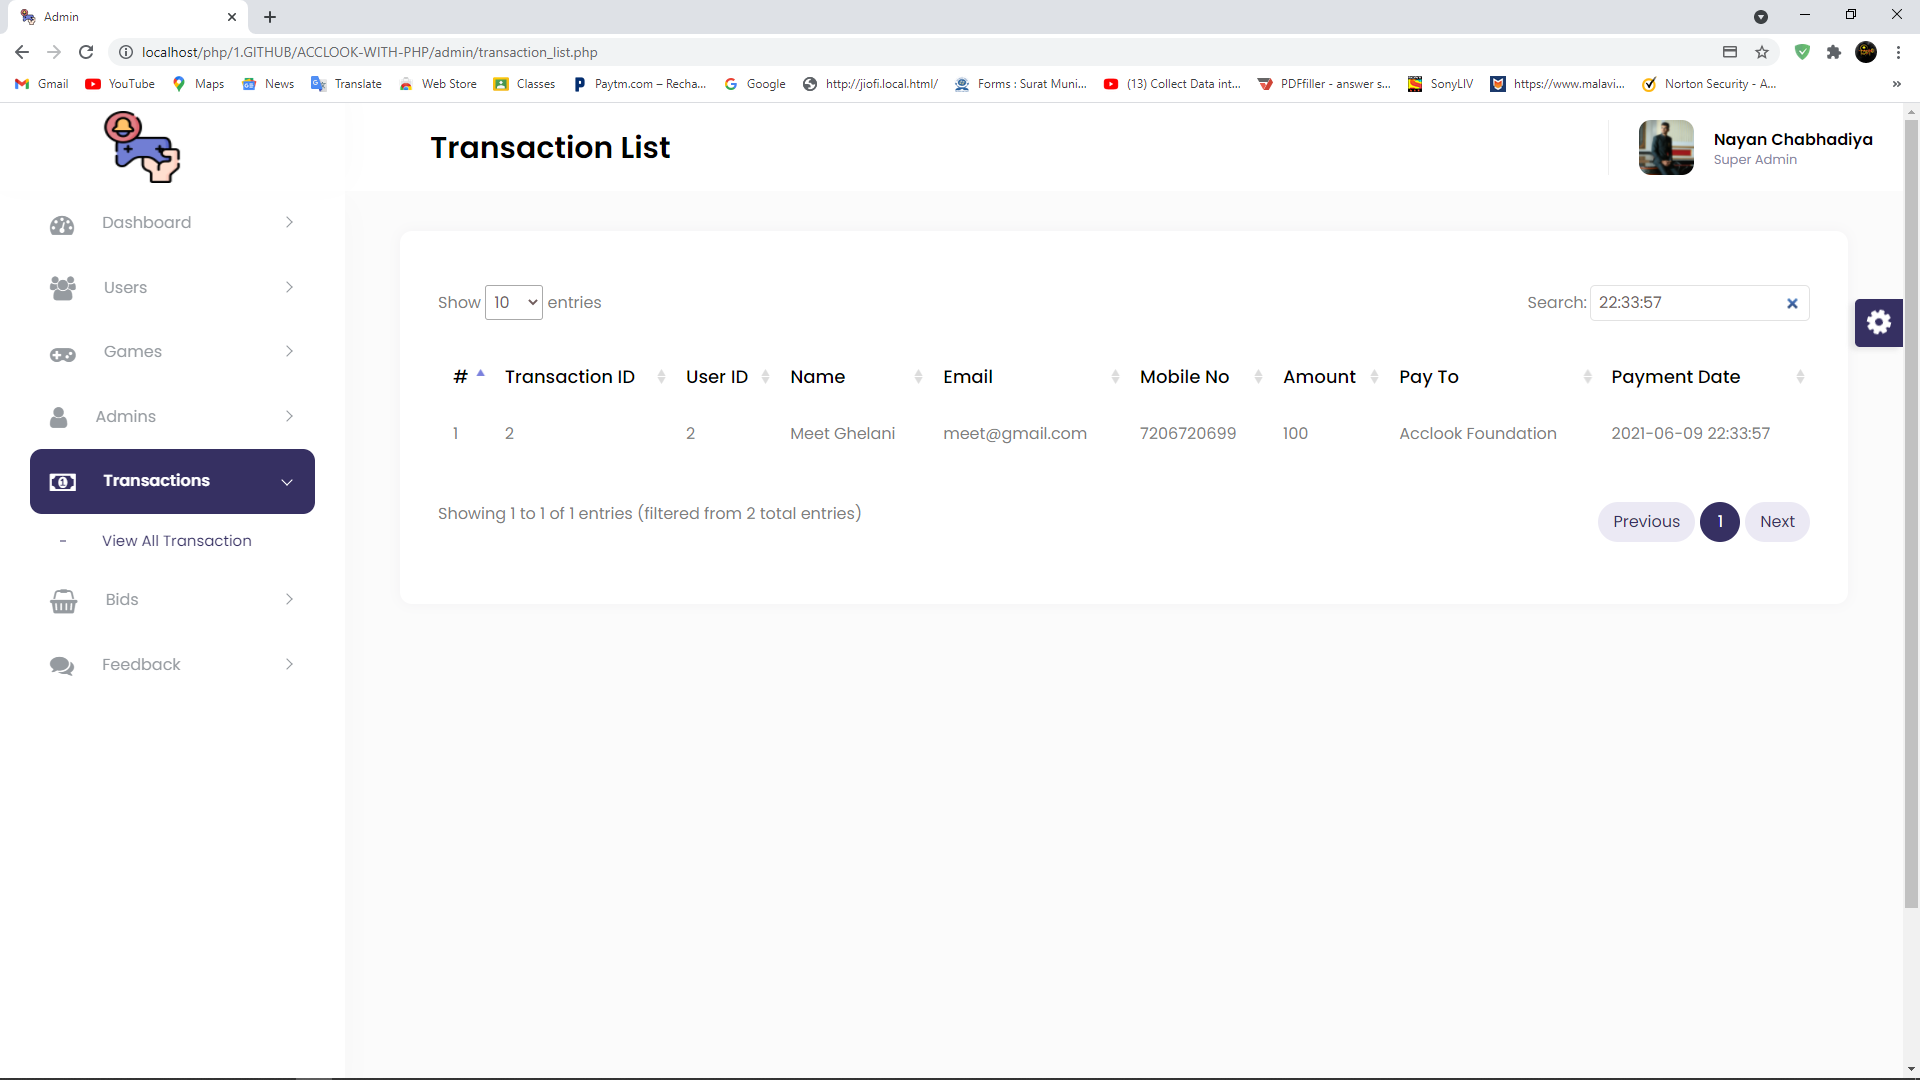 Admin
localhost/php/1.GITHUB/ACCLOOK-WITH-PHP/admin/transaction_list.php
Gmail YouTube Maps News Translate Web Store Classes Paytm.com – Recha... Google http://jiofi.local.html/ Forms : Surat Muni... (13) Collect Data int... PDFfiller - answer s... SonyLIV https://www.malavi... Norton Security - A... »
Transaction List
Nayan Chabhadiya
Super Admin
Dashboard
Users
Games
Admins
Transactions
- View All Transaction
Bids
Feedback
Show 10 entries
Search: 22:33:57
# Transaction ID User ID Name Email Mobile No Amount Pay To Payment Date
1 2 2 Meet Ghelani meet@gmail.com 7206720699 100 Acclook Foundation 2021-06-09 22:33:57
Showing 1 to 1 of 1 entries (filtered from 2 total entries)
Previous 1 Next